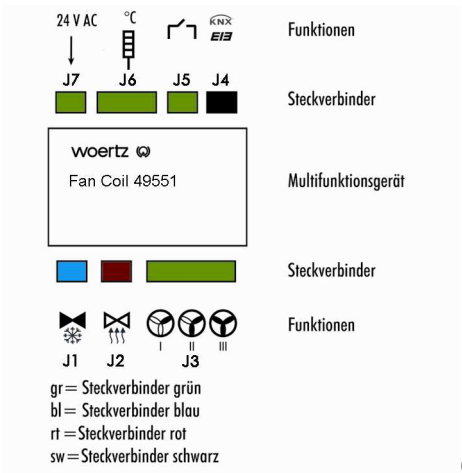 24 V AC °C KNX
EIB
Funktionen
J7 J6 J5 J4
Steckverbinder
woertz
Fan Coil 49551
Multifunktionsgerät
Steckverbinder
Funktionen
I II III
J1 J2 J3
gr= Steckverbinder grün
bl= Steckverbinder blau
rt =Steckverbinder rot
sw=Steckverbinder schwarz